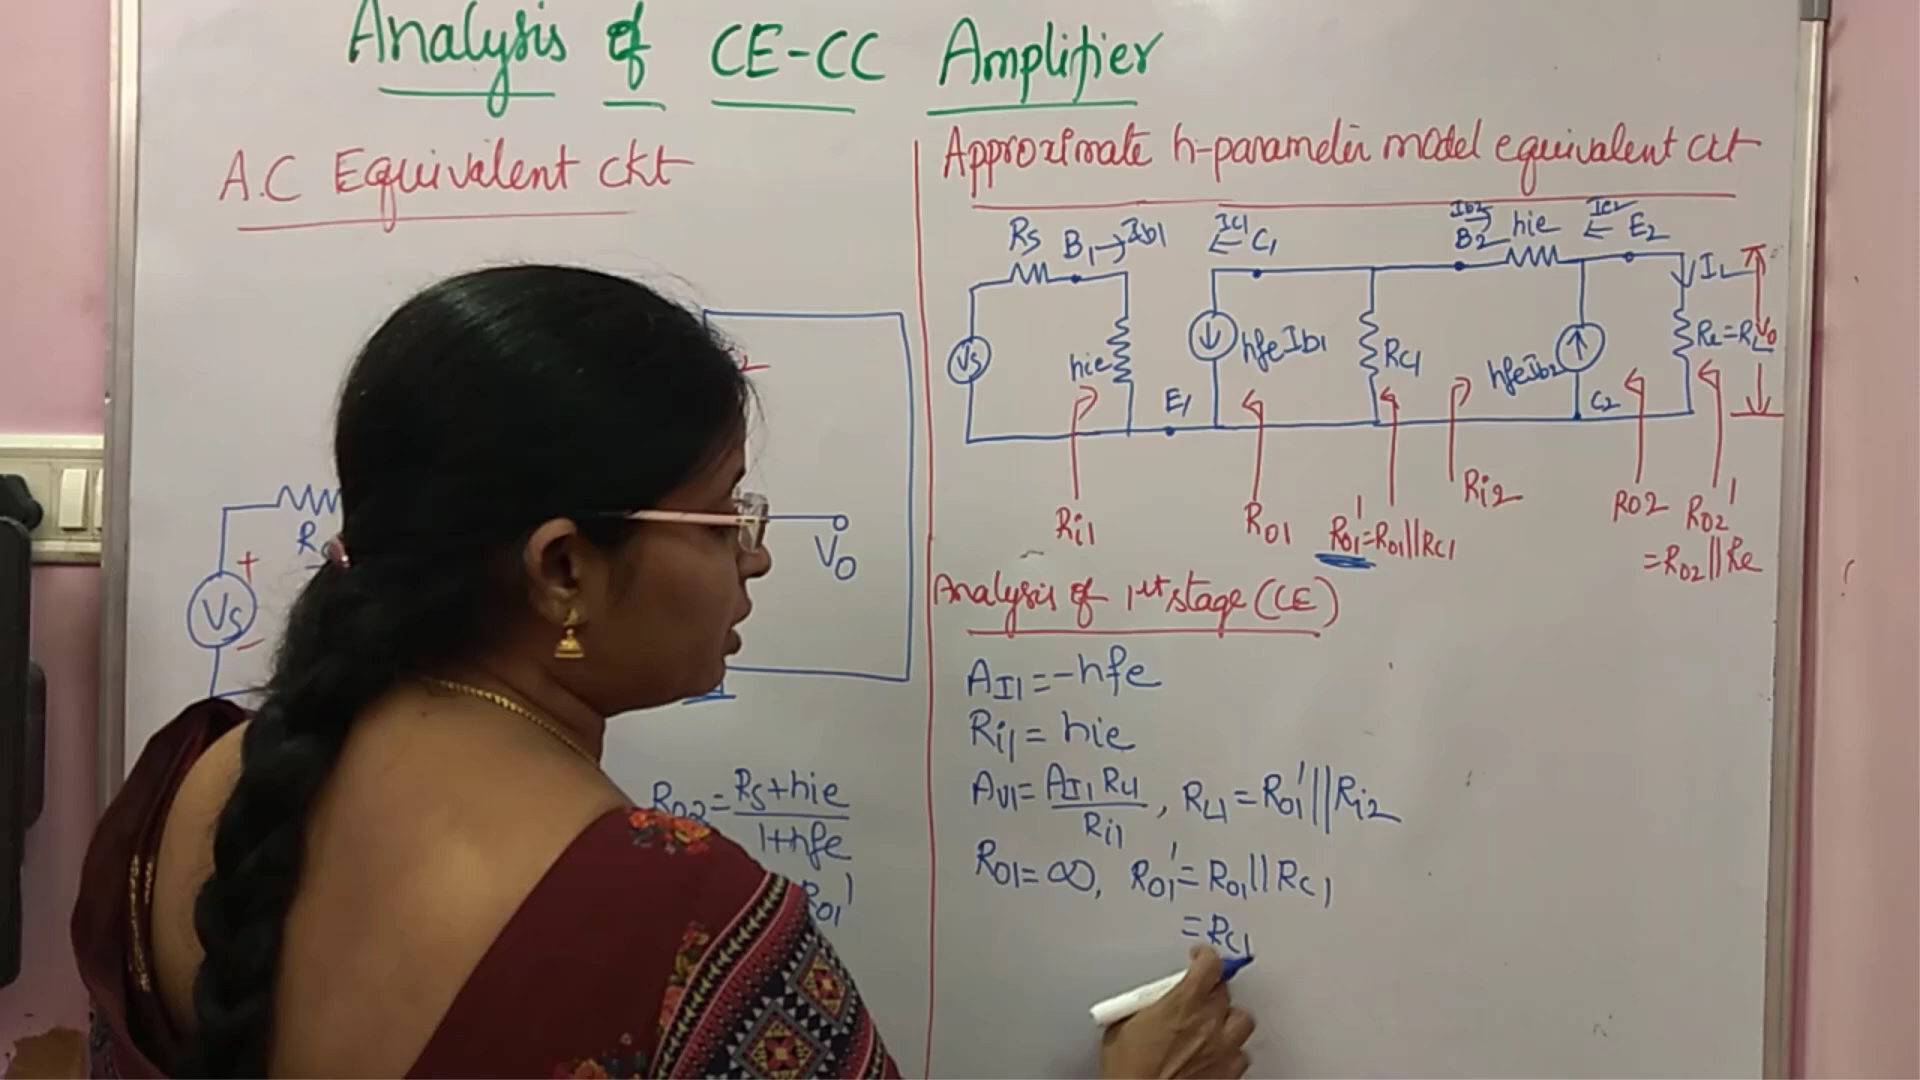 Analysis of CE-CC Amplifier
A.C Equivalent ckt
Vo
+
Vs
-
Ro2 = Rs+hie
1+hfe
Ro1'
Approximate h-parameter model equivalent ckt
Rs B1 → Ib1
Ic1 C1
Ib2 B2 hie
Ic2 E2
IL
Vs
hie
hfeIb1
Rc1
hfeIb2
Re=RL
Vo
E1
C2
Ri1
Ro1
Ro1'=Ro1||Rc1
Ri2
Ro2
Ro2'
=Ro2||Re
Analysis of 1st stage (CE)
AI1 = -hfe
Ri1 = hie
Av1 = AI1 RL1
Ri1
, RL1 = Ro1'||Ri2
Ro1 = ∞, Ro1' = Ro1||Rc1
= Rc1